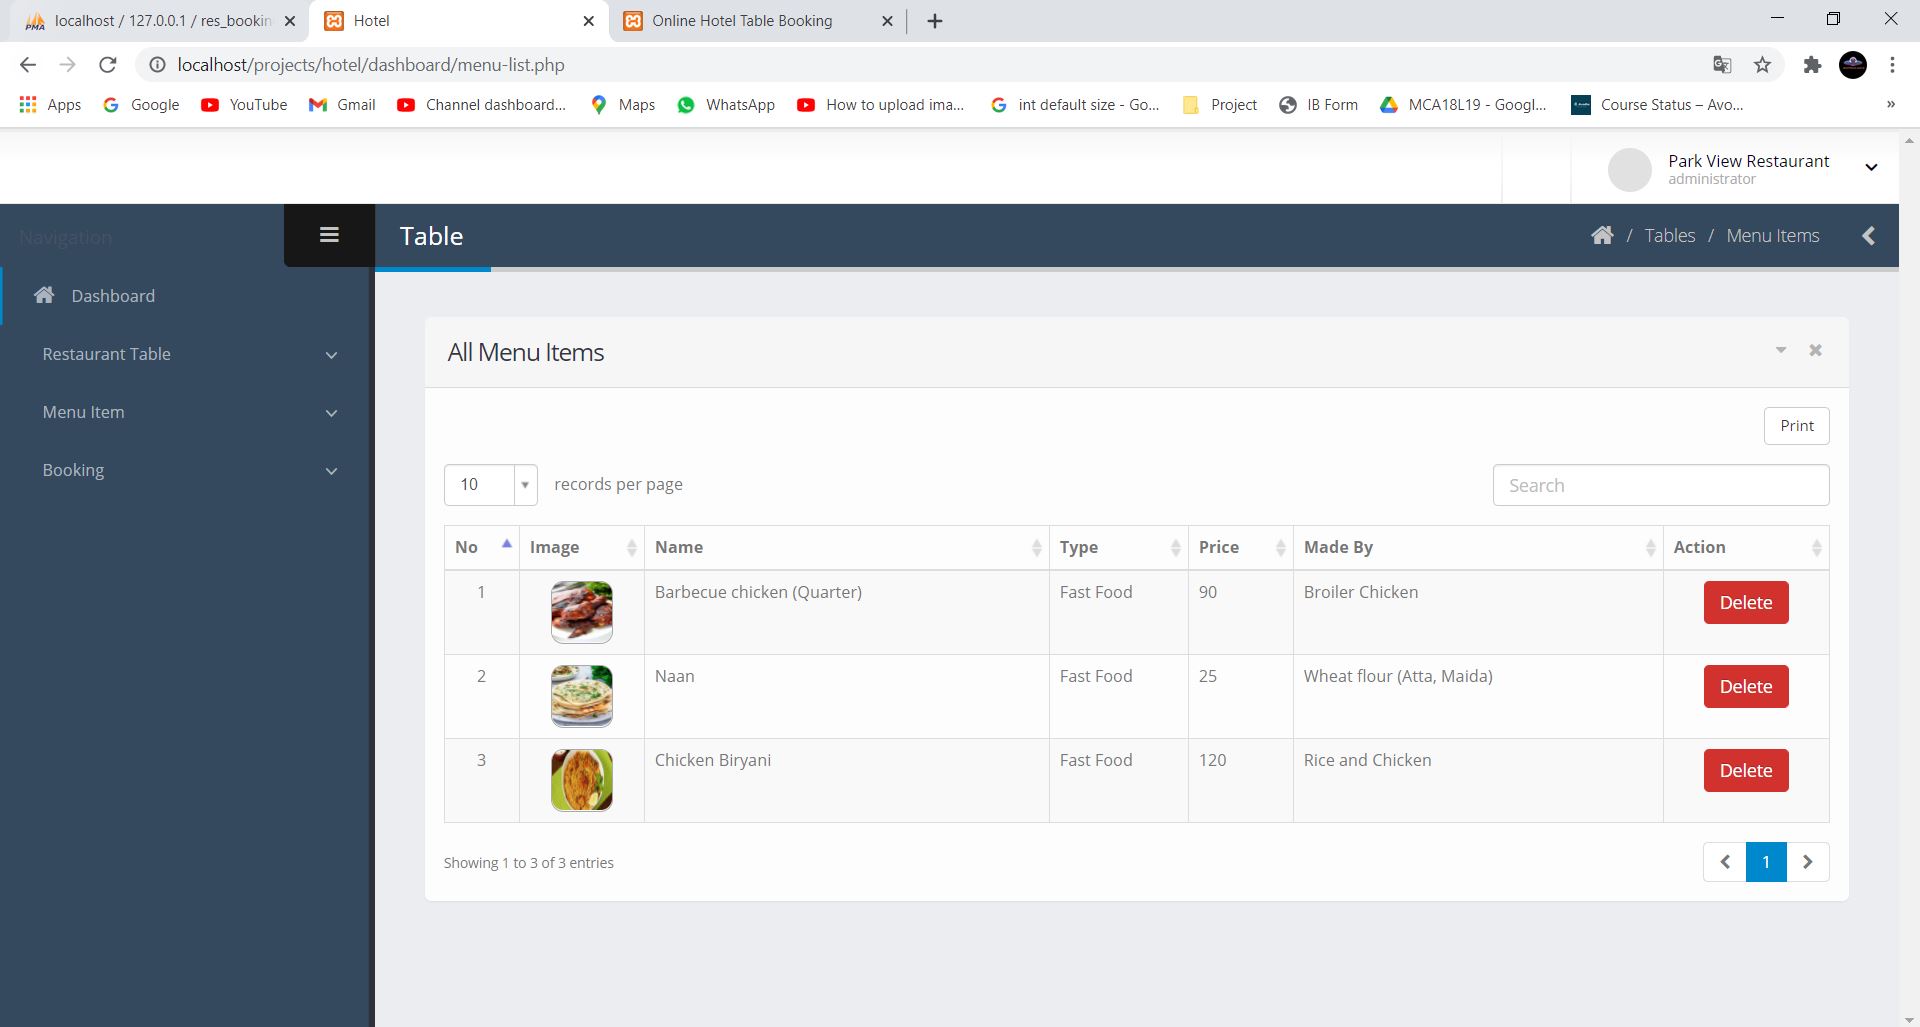 localhost / 127.0.0.1 / res_bookin
Hotel
Online Hotel Table Booking
localhost/projects/hotel/dashboard/menu-list.php
Apps
Google
YouTube
Gmail
Channel dashboard...
Maps
WhatsApp
How to upload ima...
int default size - Go...
Project
IB Form
MCA18L19 - Googl...
Course Status – Avo...
»
Park View Restaurant
administrator
Navigation
Table
/ Tables / Menu Items
Dashboard
Restaurant Table
Menu Item
Booking
All Menu Items
Print
10 records per page
Search
No Image Name Type Price Made By Action
1 Barbecue chicken (Quarter) Fast Food 90 Broiler Chicken Delete
2 Naan Fast Food 25 Wheat flour (Atta, Maida) Delete
3 Chicken Biryani Fast Food 120 Rice and Chicken Delete
Showing 1 to 3 of 3 entries
1